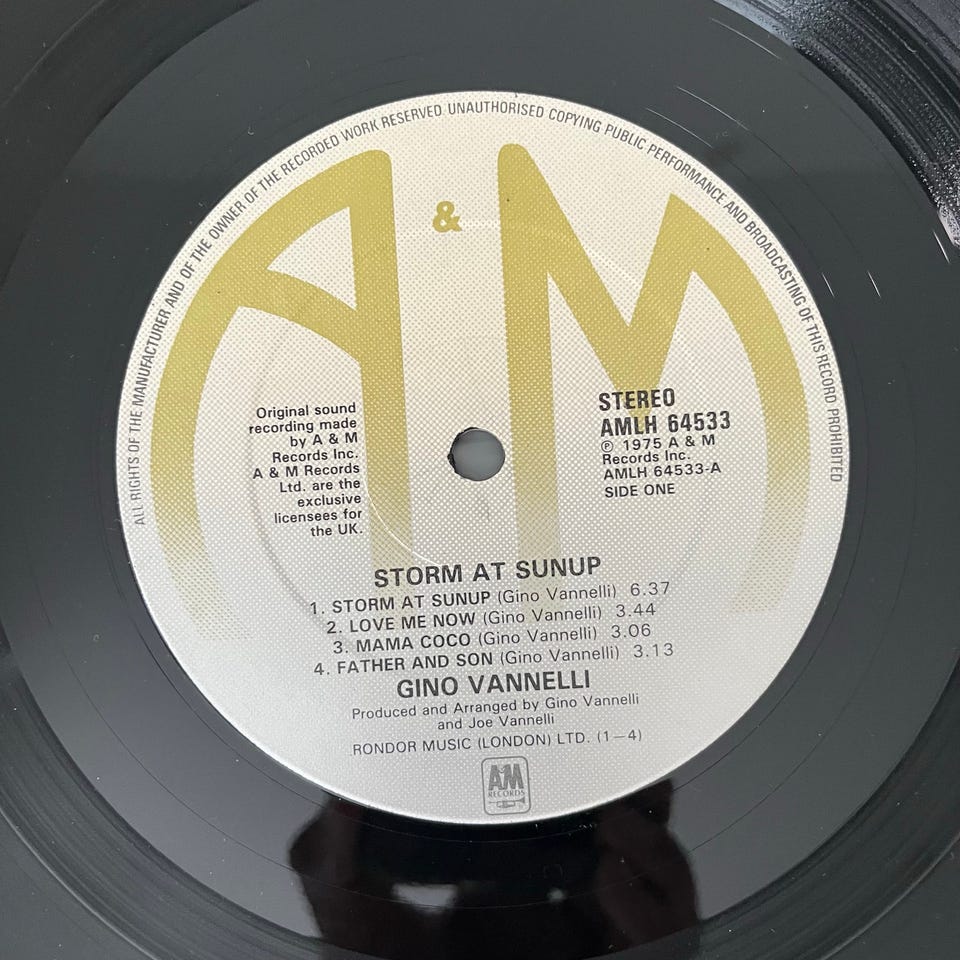 ALL RIGHTS OF THE MANUFACTURER AND OF THE OWNER OF THE RECORDED WORK RESERVED. UNAUTHORISED COPYING PUBLIC PERFORMANCE AND BROADCASTING OF THIS RECORD PROHIBITED
A & M
Original sound
recording made
by A & M
Records Inc.
A & M Records
Ltd. are the
exclusive
licensees for
the UK.
STEREO
AMLH 64533
℗ 1975 A & M
Records Inc.
AMLH 64533-A
SIDE ONE
STORM AT SUNUP
1. STORM AT SUNUP (Gino Vannelli) 6.37
2. LOVE ME NOW (Gino Vannelli) 3.44
3. MAMA COCO (Gino Vannelli) 3.06
4. FATHER AND SON (Gino Vannelli) 3.13
GINO VANNELLI
Produced and Arranged by Gino Vannelli
and Joe Vannelli
RONDOR MUSIC (LONDON) LTD. (1—4)
A&M
RECORDS